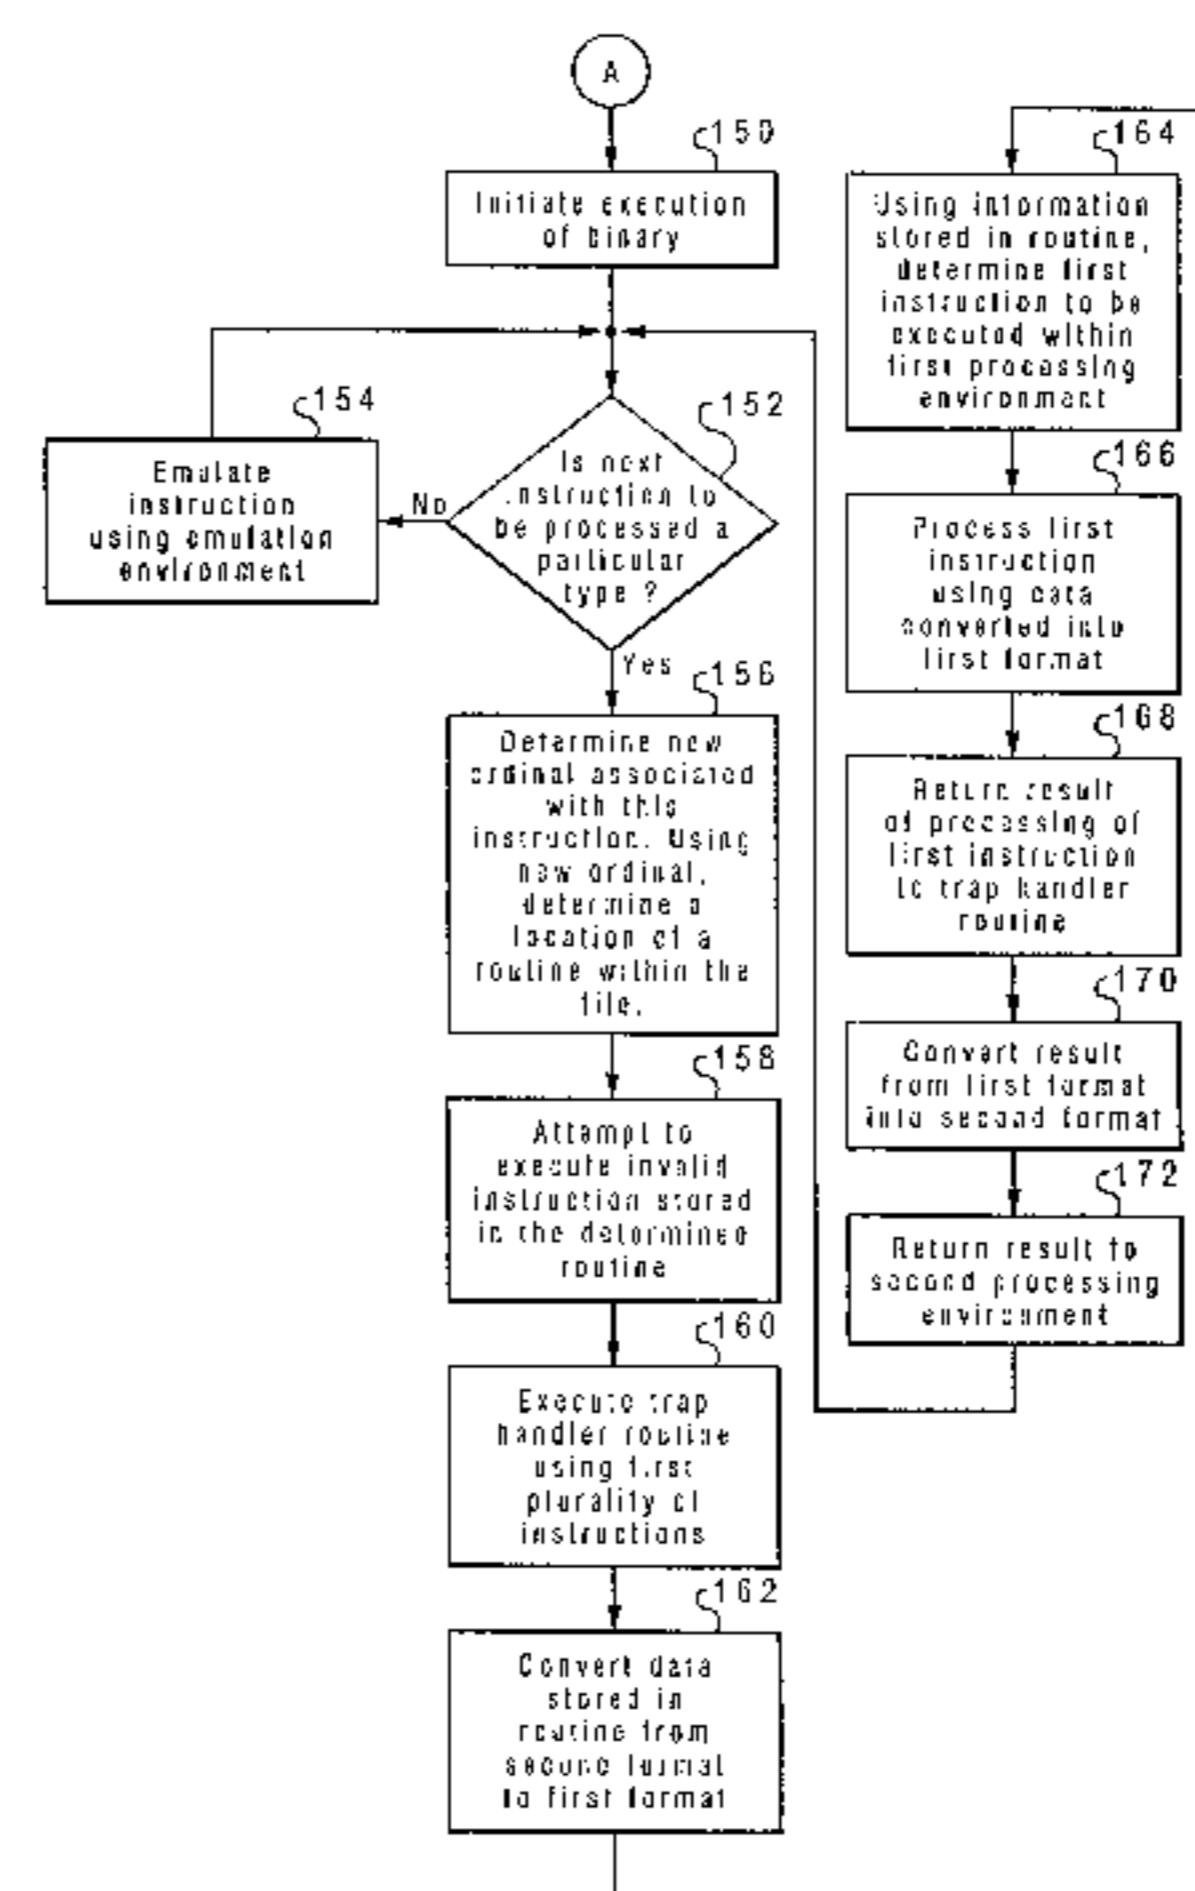 A
150
Initiate execution
of binary
152
Is next
instruction to
be processed a
particular
type ?
No
Yes
154
Emulate
instruction
using emulation
environment
156
Determine new
ordinal associated
with this
instruction. Using
new ordinal,
determine a
location of a
routine within the
file.
158
Attempt to
execute invalid
instruction stored
in the determined
routine
160
Execute trap
handler routine
using first
plurality of
instructions
162
Convert data
stored in
routine from
second format
to first format
164
Using information
stored in routine,
determine first
instruction to be
executed within
first processing
environment
166
Process first
instruction
using data
converted into
first format
168
Return result
of processing of
first instruction
to trap handler
routine
170
Convert result
from first format
into second format
172
Return result to
second processing
environment